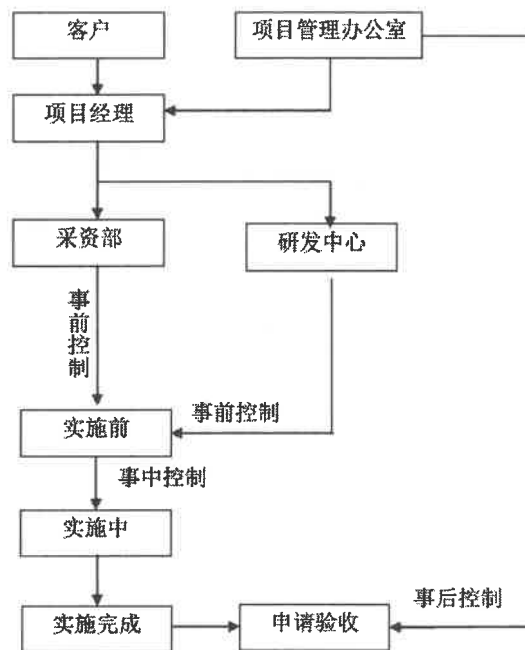 客户
项目管理办公室
项目经理
采资部
研发中心
事前控制
事前控制
实施前
事中控制
实施中
事后控制
实施完成
申请验收